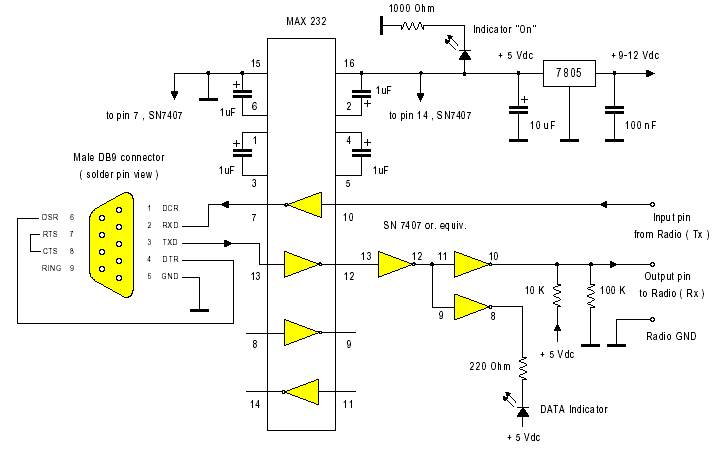 1000 Ohm
MAX 232
Indicator "On"
+ 5 Vdc
+ 9-12 Vdc
15
16
7805
1uF
1uF
to pin 7 , SN7407
6
2
to pin 14 , SN7407
10 uF
100 nF
1
4
1uF
1uF
Male DB9 connector
( solder pin view )
3
5
DSR 6
RTS 7
CTS 8
RING 9
1 DCR
2 RXD
3 TXD
4 DTR
5 GND
7
10
SN 7407 or. equiv.
Input pin
from Radio ( Tx )
13
12
13
12
11
10
Output pin
to Radio ( Rx )
10 K
100 K
9
8
8
9
+ 5 Vdc
Radio GND
220 Ohm
14
11
DATA Indicator
+ 5 Vdc